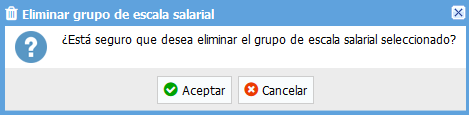 Eliminar grupo de escala salarial
¿Está seguro que desea eliminar el grupo de escala salarial seleccionado?
Aceptar
Cancelar